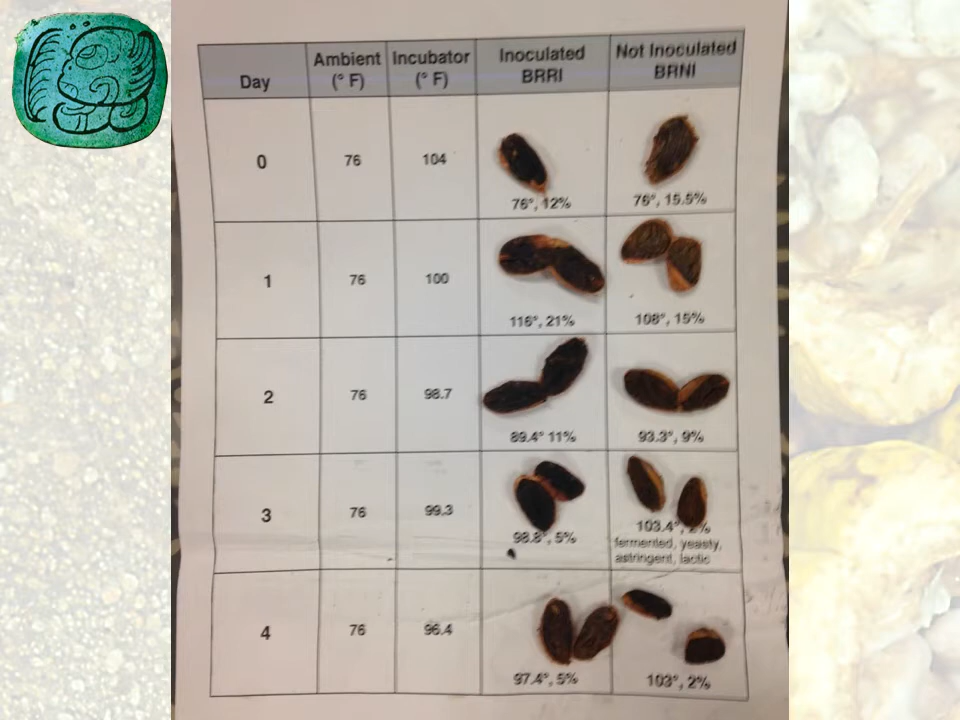 Day
Ambient
(° F)
Incubator
(° F)
Inoculated
BRRI
Not Inoculated
BRNI
0
76
104
76°, 12%
76°, 15.5%
1
76
100
116°, 21%
108°, 15%
2
76
98.7
89.4° 11%
93.3°, 9%
3
76
99.3
98.8°, 5%
103.4°, %
fermented, yeasty,
astringent, lactic
4
76
96.4
97.4°, 5%
103°, 2%